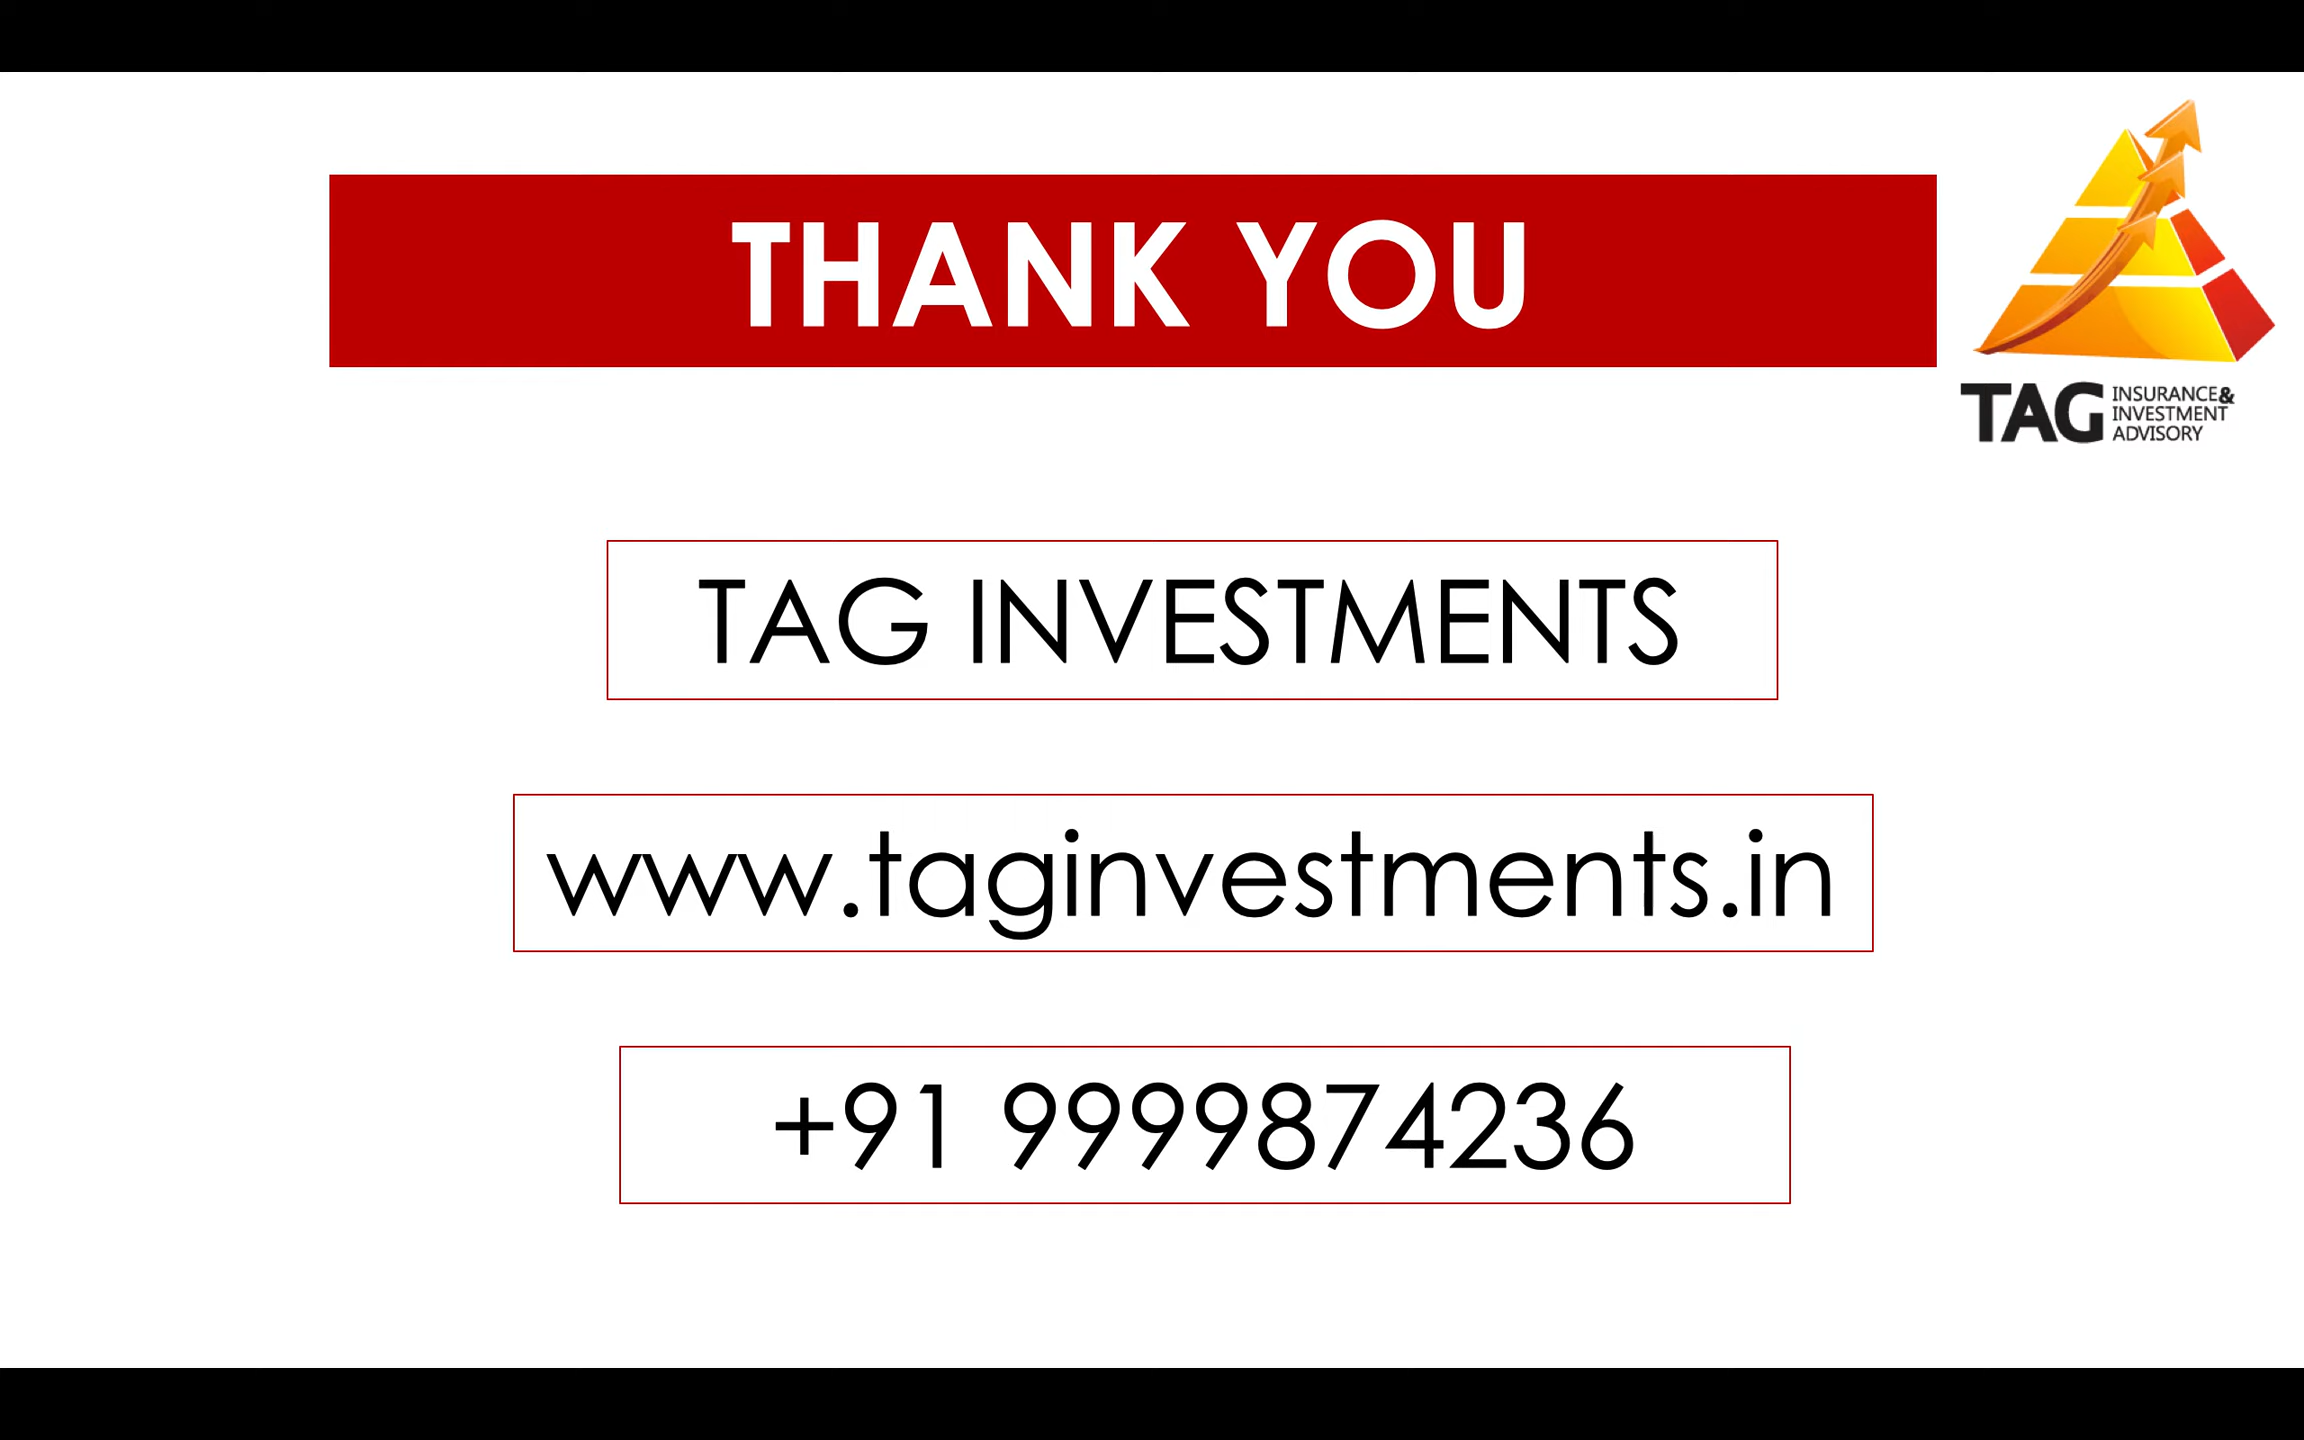 THANK YOU
TAG INSURANCE&
INVESTMENT
ADVISORY
TAG INVESTMENTS
www.taginvestments.in
+91 9999874236